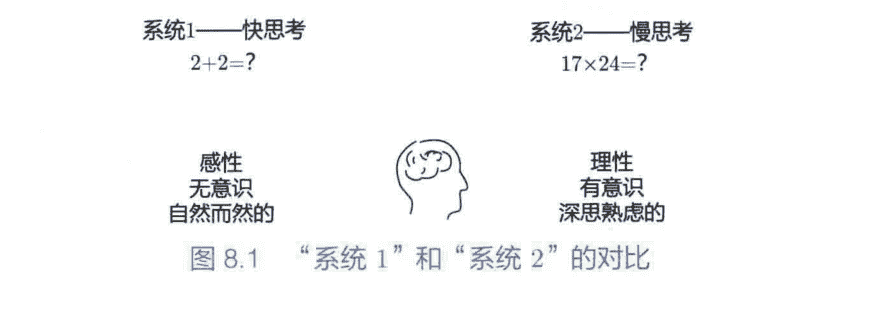 系统1——快思考
2+2=?
系统2——慢思考
17×24=?
感性
无意识
自然而然的
理性
有意识
深思熟虑的
图 8.1 “系统 1”和“系统 2”的对比